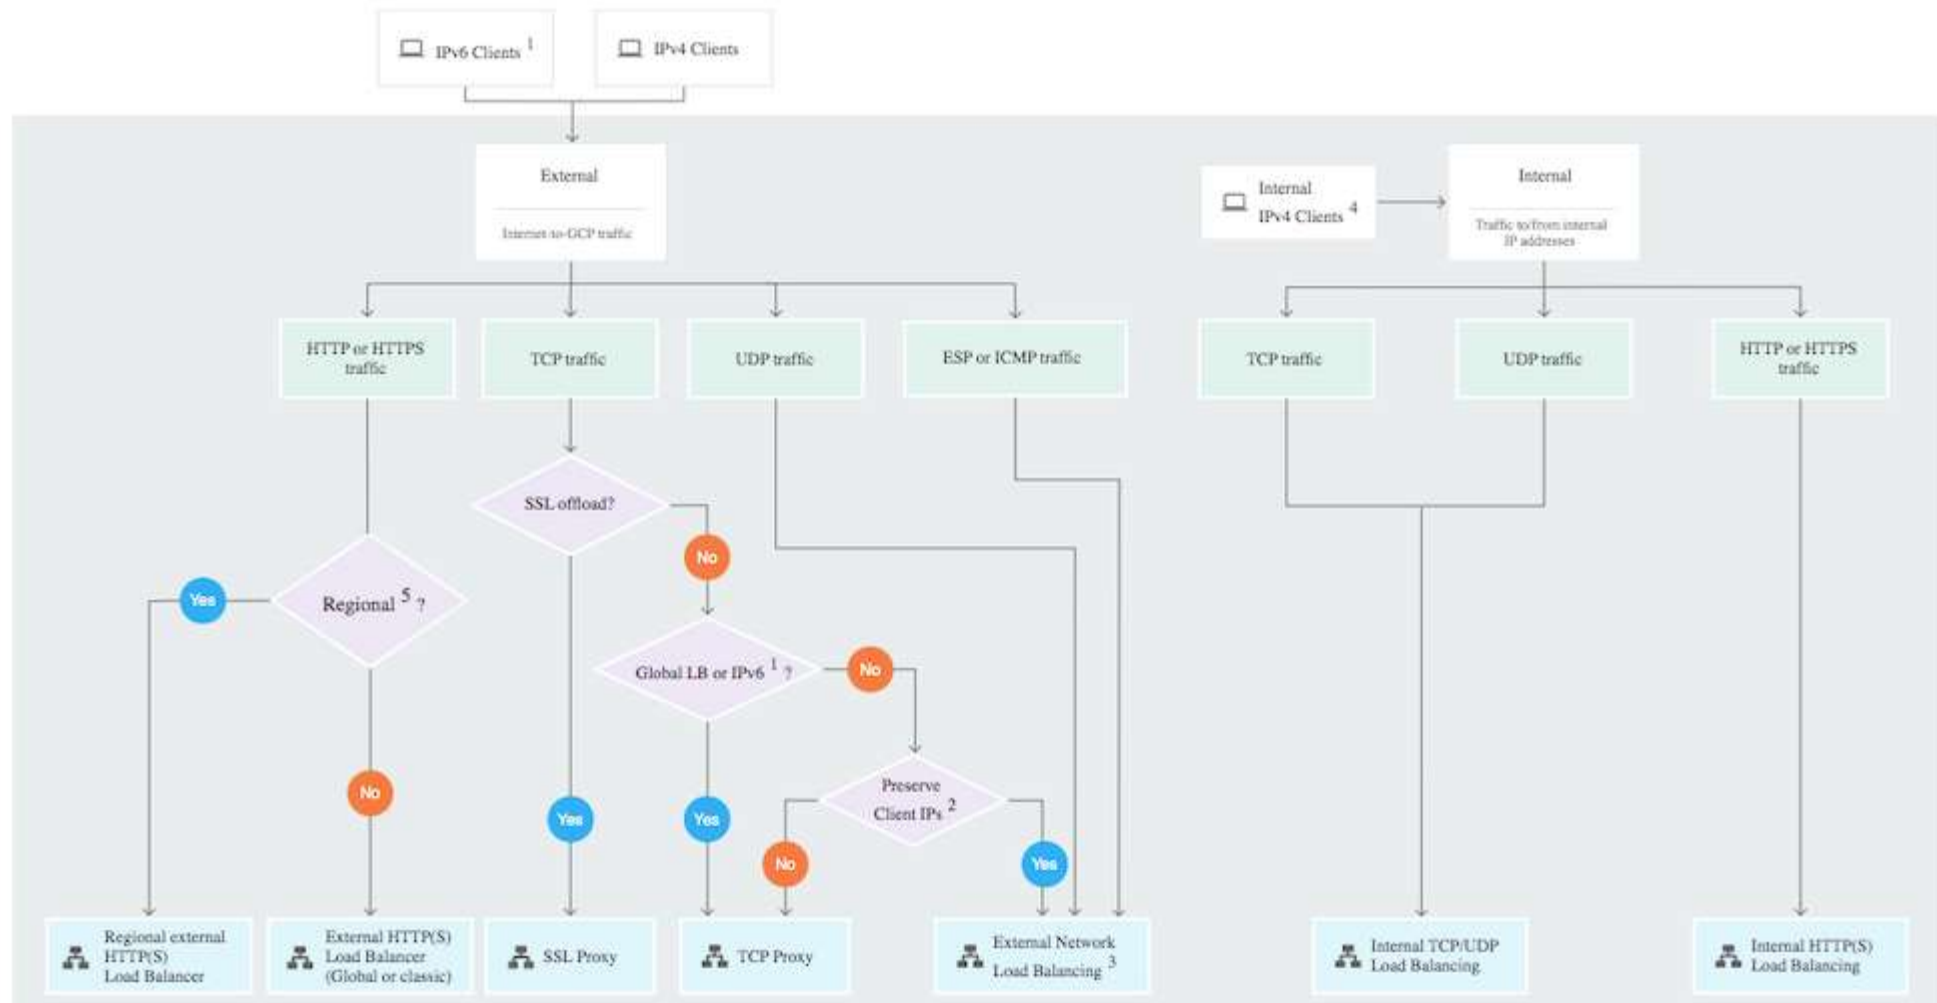 IPv6 Clients 1
IPv4 Clients
External
Internet-to-GCP traffic
Internal
IPv4 Clients 4
Internal
Traffic to/from internal
IP addresses
HTTP or HTTPS
traffic
TCP traffic
UDP traffic
ESP or ICMP traffic
TCP traffic
UDP traffic
HTTP or HTTPS
traffic
SSL offload?
No
Yes
Regional 5 ?
Global LB or IPv6 1 ?
No
Preserve
Client IPs 2
No
Yes
Yes
No
Yes
Regional external
HTTP(S)
Load Balancer
External HTTP(S)
Load Balancer
(Global or classic)
SSL Proxy
TCP Proxy
External Network
Load Balancing 3
Internal TCP/UDP
Load Balancing
Internal HTTP(S)
Load Balancing